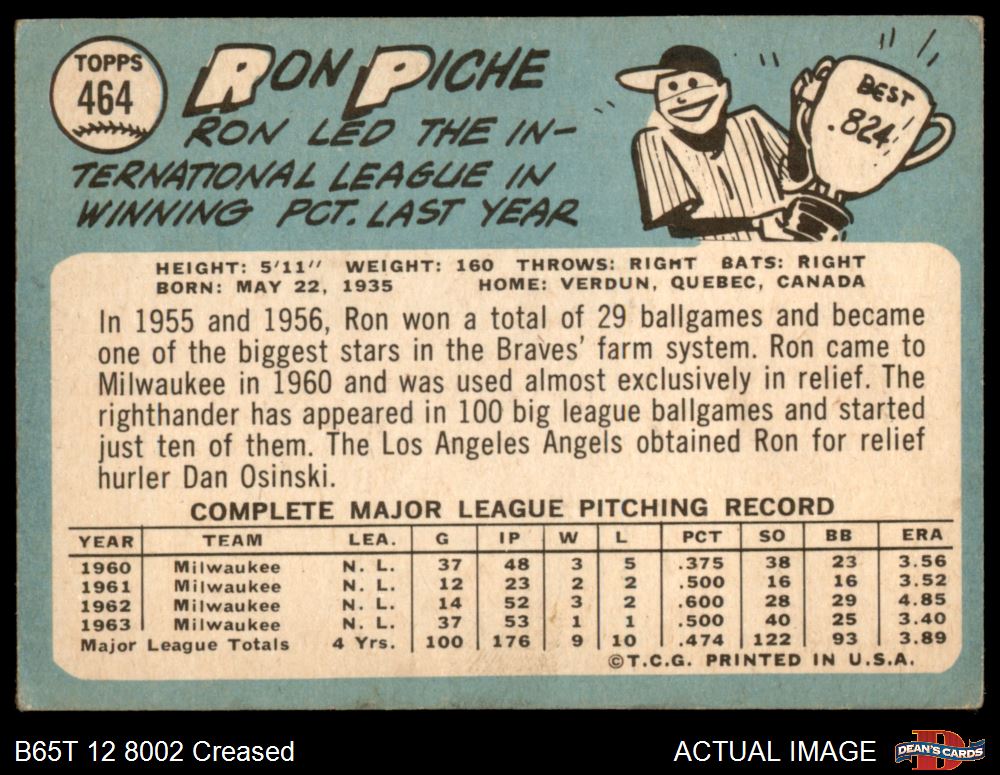 TOPPS
464
RON PICHE
RON LED THE IN-
TERNATIONAL LEAGUE IN
WINNING PCT. LAST YEAR
BEST
.824
HEIGHT: 5'11" WEIGHT: 160 THROWS: RIGHT BATS: RIGHT
BORN: MAY 22, 1935 HOME: VERDUN, QUEBEC, CANADA
In 1955 and 1956, Ron won a total of 29 ballgames and became
one of the biggest stars in the Braves' farm system. Ron came to
Milwaukee in 1960 and was used almost exclusively in relief. The
righthander has appeared in 100 big league ballgames and started
just ten of them. The Los Angeles Angels obtained Ron for relief
hurler Dan Osinski.
COMPLETE MAJOR LEAGUE PITCHING RECORD
YEAR TEAM LEA. G IP W L PCT SO BB ERA
1960 Milwaukee N. L. 37 48 3 5 .375 38 23 3.56
1961 Milwaukee N. L. 12 23 2 2 .500 16 16 3.52
1962 Milwaukee N. L. 14 52 3 2 .600 28 29 4.85
1963 Milwaukee N. L. 37 53 1 1 .500 40 25 3.40
Major League Totals 4 Yrs. 100 176 9 10 .474 122 93 3.89
©T.C.G. PRINTED IN U.S.A.
B65T 12 8002 Creased
ACTUAL IMAGE
D
DEAN'S CARDS